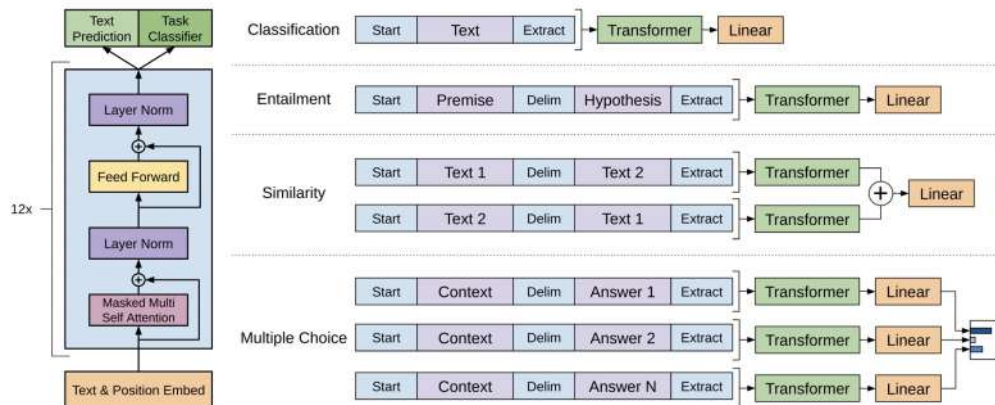 Text
Prediction
Task
Classifier
12x
Layer Norm
Feed Forward
Layer Norm
Masked Multi
Self Attention
Text & Position Embed
Classification
Start Text Extract Transformer Linear
Entailment
Start Premise Delim Hypothesis Extract Transformer Linear
Similarity
Start Text 1 Delim Text 2 Extract Transformer
Start Text 2 Delim Text 1 Extract Transformer
Linear
Multiple Choice
Start Context Delim Answer 1 Extract Transformer Linear
Start Context Delim Answer 2 Extract Transformer Linear
Start Context Delim Answer N Extract Transformer Linear